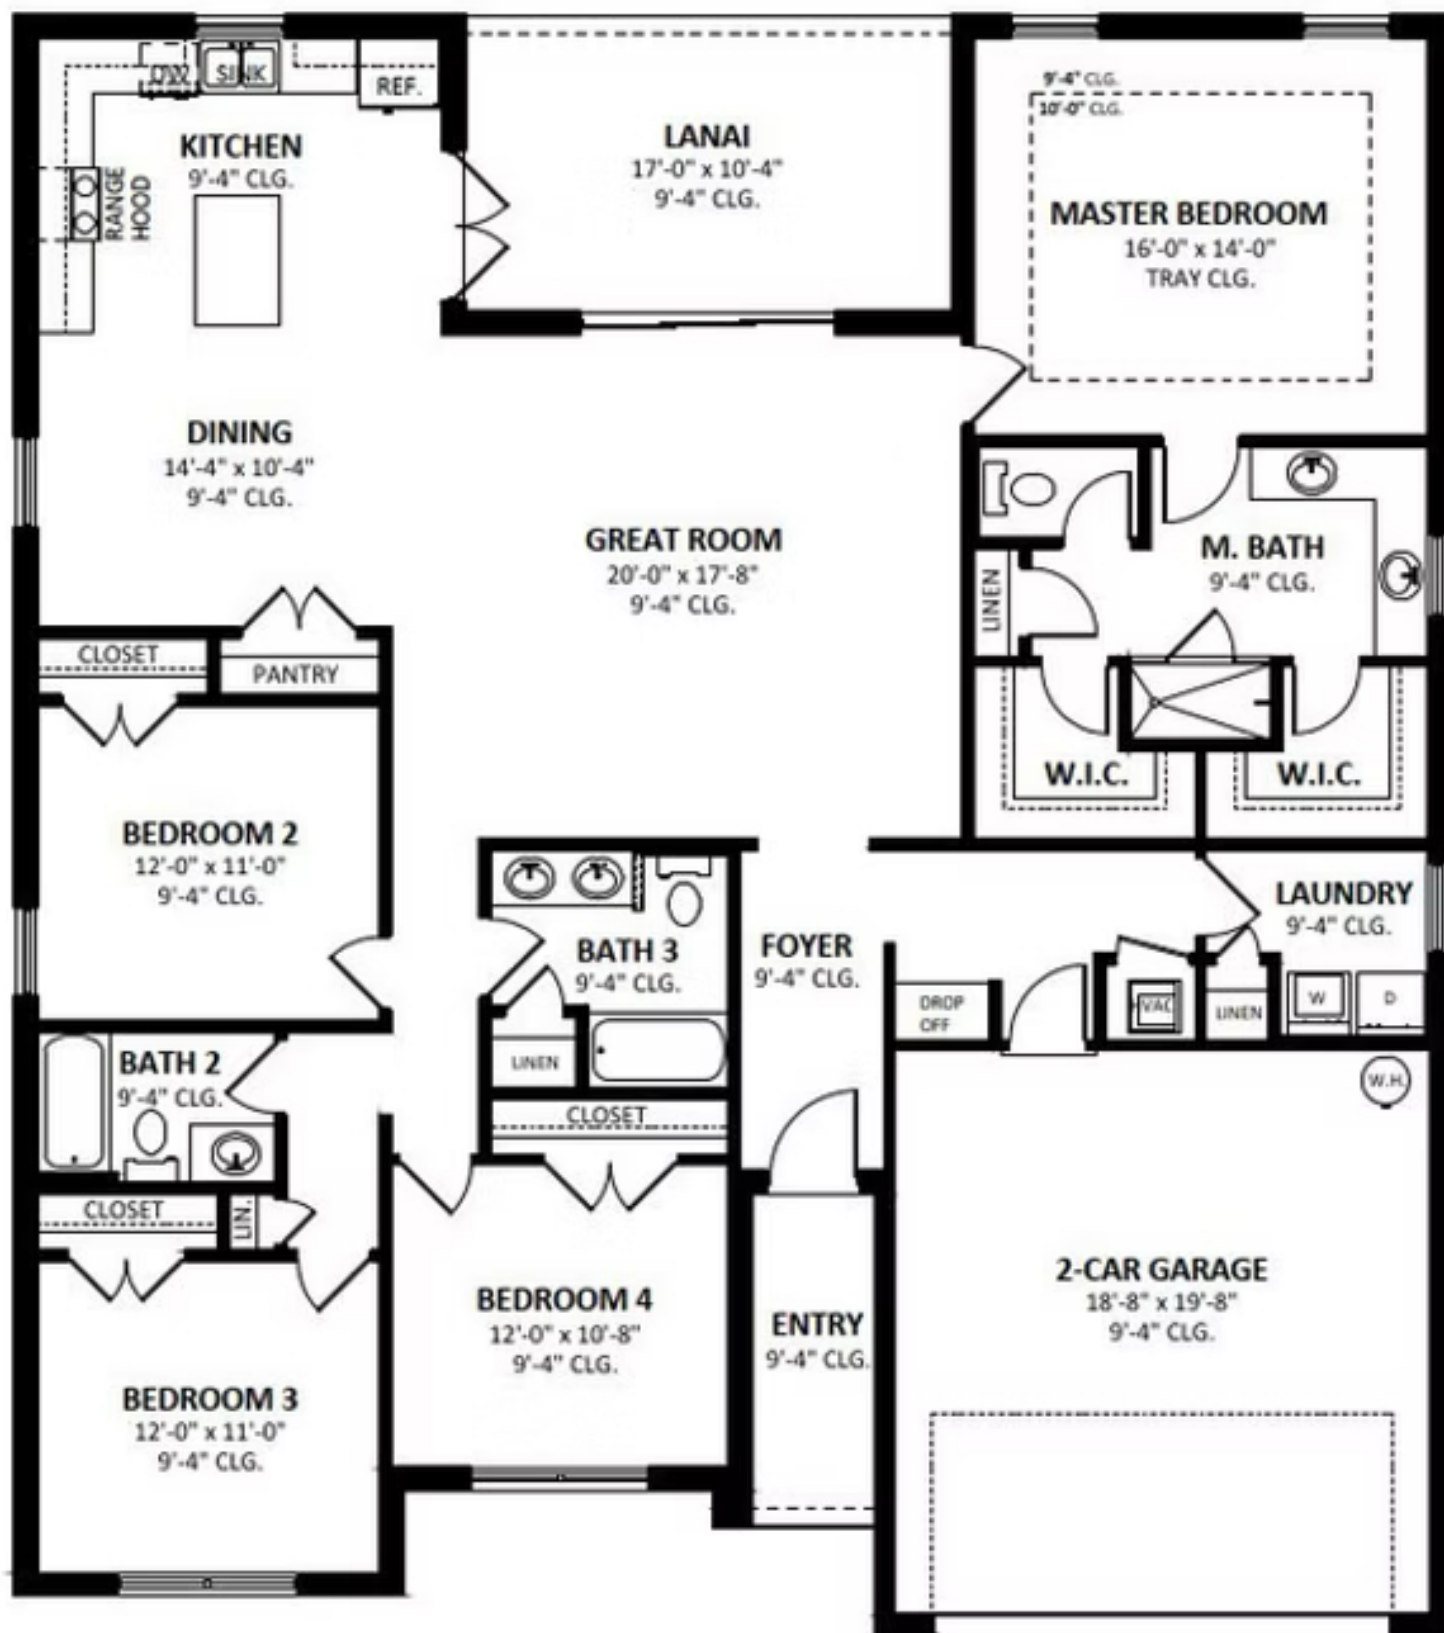 DW
SINK
REF.
KITCHEN
9'-4" CLG.
RANGE
HOOD
LANAI
17'-0" x 10'-4"
9'-4" CLG.
9'-4" CLG.
10'-0" CLG.
MASTER BEDROOM
16'-0" x 14'-0"
TRAY CLG.
DINING
14'-4" x 10'-4"
9'-4" CLG.
GREAT ROOM
20'-0" x 17'-8"
9'-4" CLG.
M. BATH
9'-4" CLG.
LINEN
CLOSET
PANTRY
W.I.C.
W.I.C.
BEDROOM 2
12'-0" x 11'-0"
9'-4" CLG.
BATH 3
9'-4" CLG.
LINEN
FOYER
9'-4" CLG.
LAUNDRY
9'-4" CLG.
DROP
OFF
HVAC
LINEN
W
D
W.H.
BATH 2
9'-4" CLG.
CLOSET
CLOSET
LIN.
BEDROOM 4
12'-0" x 10'-8"
9'-4" CLG.
ENTRY
9'-4" CLG.
2-CAR GARAGE
18'-8" x 19'-8"
9'-4" CLG.
BEDROOM 3
12'-0" x 11'-0"
9'-4" CLG.